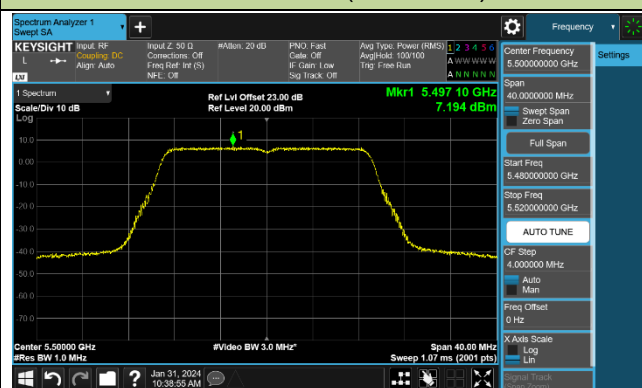 Spectrum Analyzer 1
Swept SA
+
Frequency
KEYSIGHT
Input: RF
Coupling: DC
Align: Auto
Input Z: 50 Ω
Corrections: Off
Freq Ref: Int (S)
NFE: Off
#Atten: 20 dB
PNO: Fast
Gate: Off
IF Gain: Low
Sig Track: Off
Avg Type: Power (RMS)
Avg|Hold: 100/100
Trig: Free Run
1 2 3 4 5 6
A W W W W W
A N N N N N
L
LXI
Center Frequency
5.500000000 GHz
Settings
Span
40.0000000 MHz
Swept Span
Zero Span
Full Span
Start Freq
5.480000000 GHz
Stop Freq
5.520000000 GHz
AUTO TUNE
CF Step
4.000000 MHz
Auto
Man
Freq Offset
0 Hz
X Axis Scale
Log
Lin
Signal Track
1 Spectrum
Scale/Div 10 dB
Log
Ref Lvl Offset 23.00 dB
Ref Level 20.00 dBm
Mkr1 5.497 10 GHz
7.194 dBm
1
10.0
0.00
-10.0
-20.0
-30.0
-40.0
-50.0
-60.0
-70.0
Center 5.50000 GHz
#Res BW 1.0 MHz
#Video BW 3.0 MHz*
Span 40.00 MHz
Sweep 1.07 ms (2001 pts)
?
Jan 31, 2024
10:38:55 AM